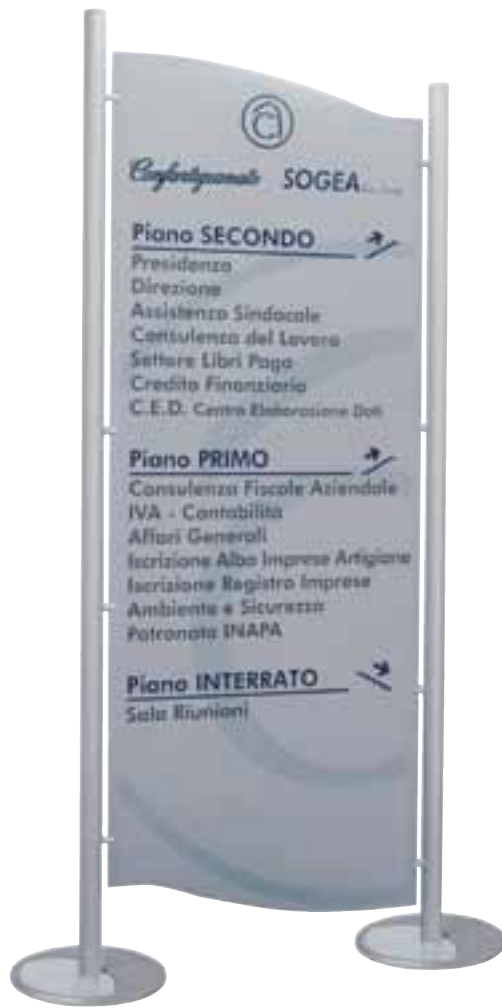 Confartigianato SOGEA
Piano SECONDO
Presidenza
Direzione
Assistenza Sindacale
Consulenza del Lavoro
Settore Libri Paga
Credito Finanziario
C.E.D. Centro Elaborazione Dati
Piano PRIMO
Consulenza Fiscale Aziendale
IVA - Contabilità
Affari Generali
Iscrizione Albo Imprese Artigiane
Iscrizione Registro Imprese
Ambiente e Sicurezza
Patronato INAPA
Piano INTERRATO
Sala Riunioni